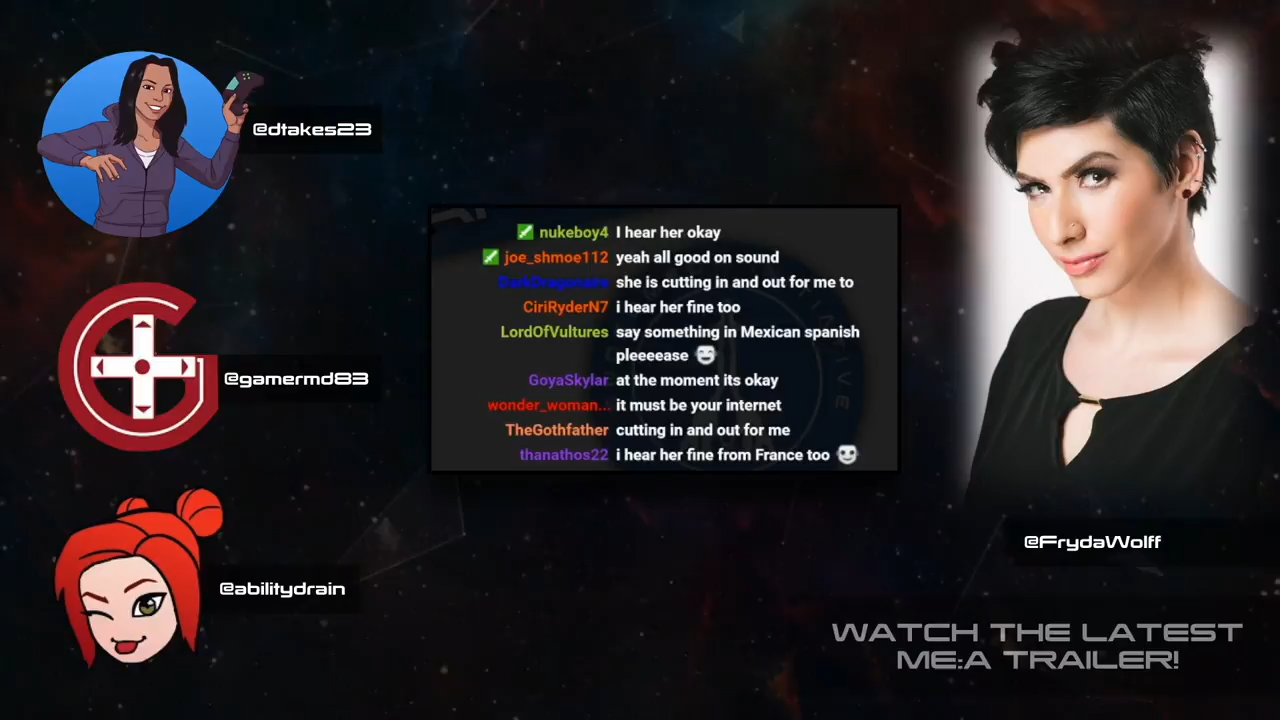 @dtakes23
@gamermd83
@abilitydrain
nukeboy4 I hear her okay
joe_shmoe112 yeah all good on sound
she is cutting in and out for me to
CiriRyderN7 i hear her fine too
LordOfVultures say something in Mexican spanish
pleeeease
GoyaSkylar at the moment its okay
wonder_woman... it must be your internet
TheGothfather cutting in and out for me
thanathos22 i hear her fine from France too
@FrydaWolff
WATCH THE LATEST
ME:A TRAILER!